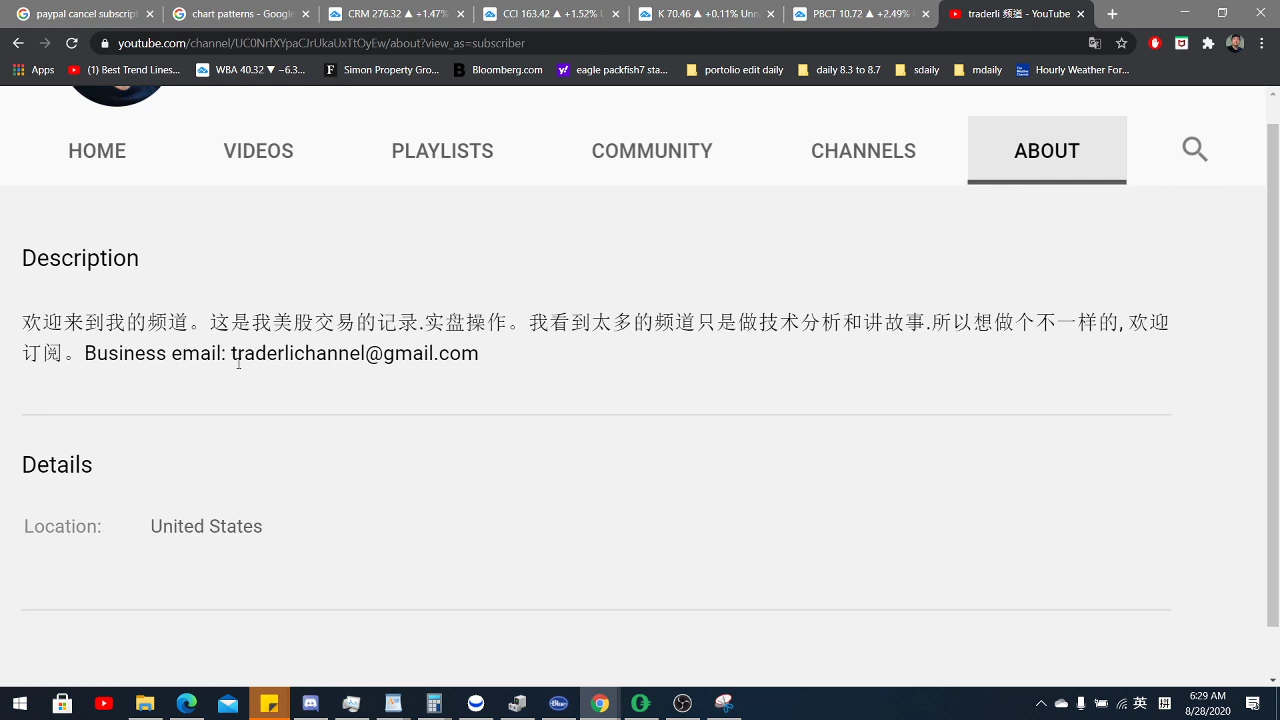 paypal cancel subscript
chart patterns- Google
CRM 276.32 ▲ +1.47%
CCI 163.42 ▲ +1.52%
K 70.46 ▲ +0.11% Unn
PBCT 10.72 ▲ +2.49%
traderli 频道 - YouTube
youtube.com/channel/UC0NrfXYpaCJrUkaUxTtOyEw/about?view_as=subscriber
Apps
(1) Best Trend Lines...
WBA 40.32 ▼ −6.3...
Simon Property Gro...
Bloomberg.com
eagle packfish7 sta...
porfolio edit daily
daily 8.3 to 8.7
sdaily
mdaily
Hourly Weather For...
HOME
VIDEOS
PLAYLISTS
COMMUNITY
CHANNELS
ABOUT
Description
欢迎来到我的频道。这是我美股交易的记录.实盘操作。我看到太多的频道只是做技术分析和讲故事.所以想做个不一样的, 欢迎
订阅。Business email: traderlichannel@gmail.com
Details
Location: United States
英
拼
6:29 AM
8/28/2020